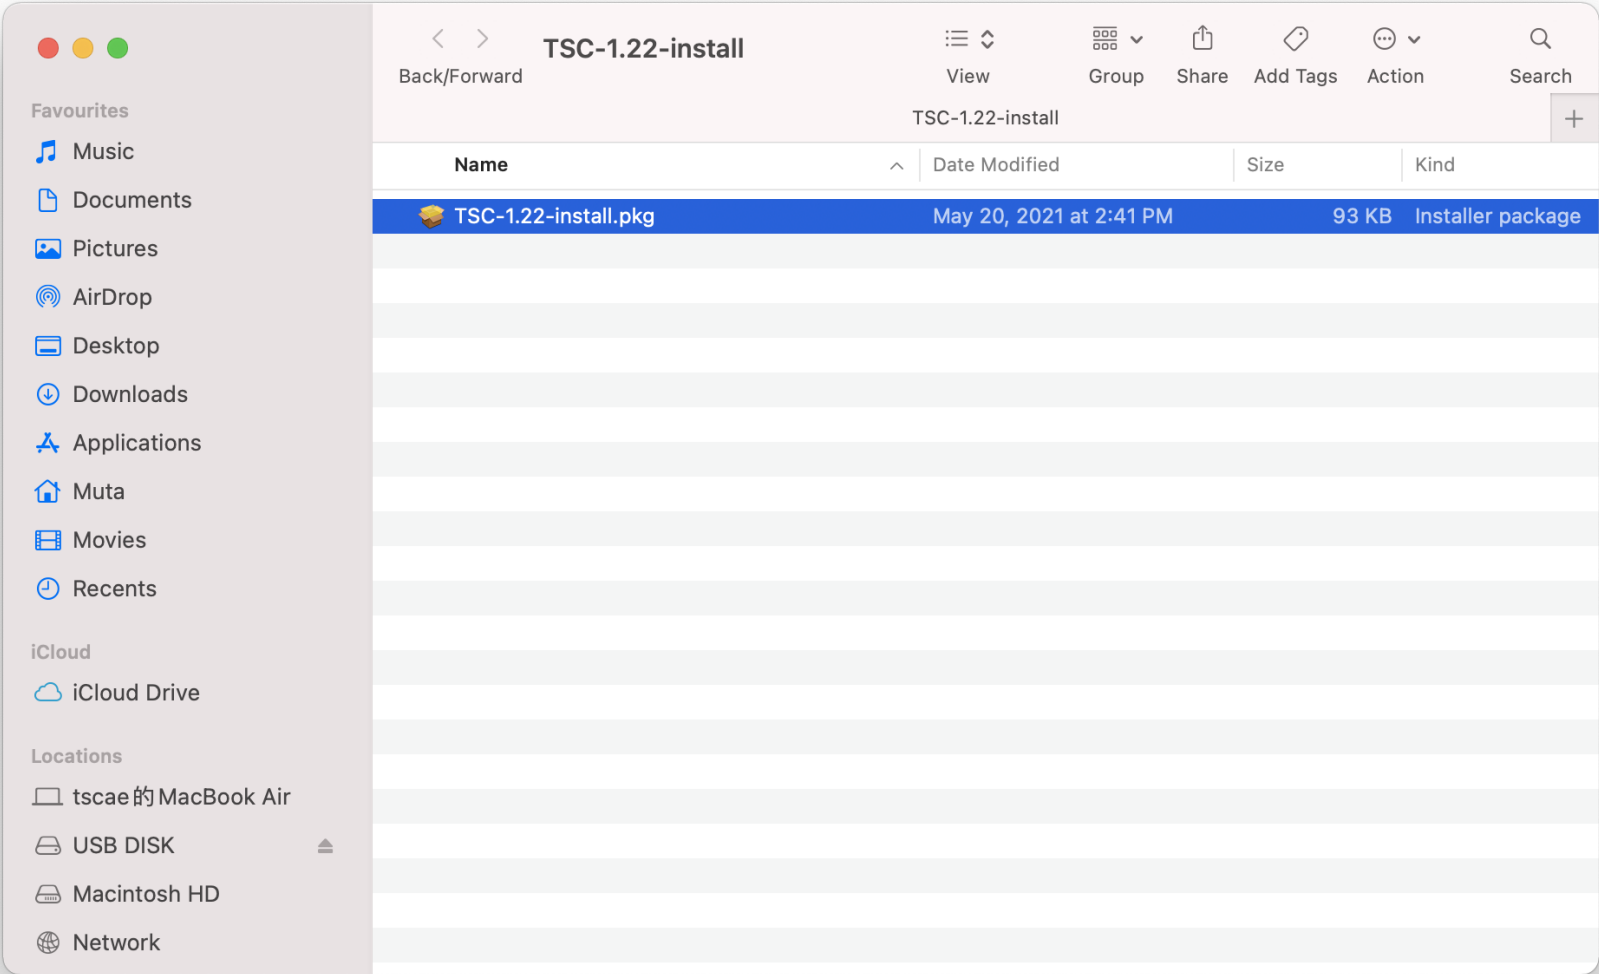 TSC-1.22-install
Back/Forward
View
Group
Share
Add Tags
Action
Search
TSC-1.22-install
Favourites
Music
Documents
Pictures
AirDrop
Desktop
Downloads
Applications
Muta
Movies
Recents
iCloud
iCloud Drive
Locations
tscae的MacBook Air
USB DISK
Macintosh HD
Network
Name Date Modified Size Kind
TSC-1.22-install.pkg May 20, 2021 at 2:41 PM 93 KB Installer package